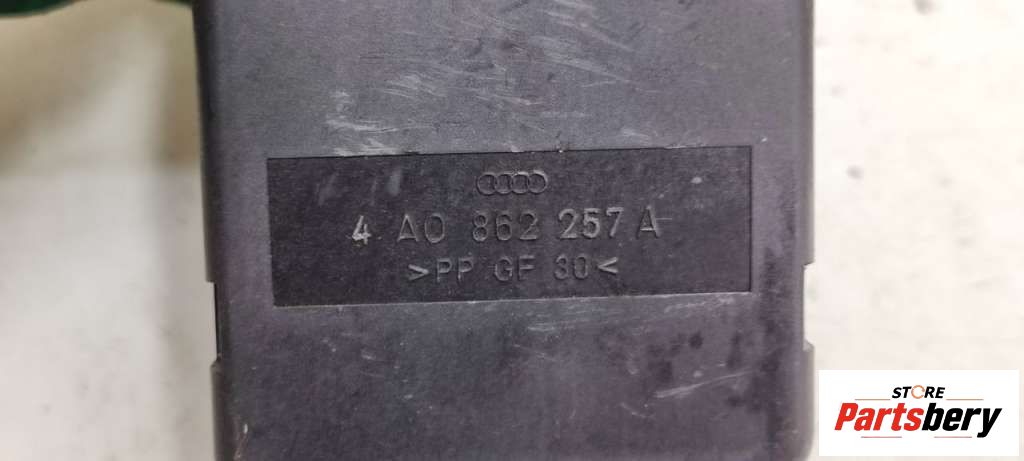 4 A0 862 257 A
>PP GF 30<
STORE
Partsbery